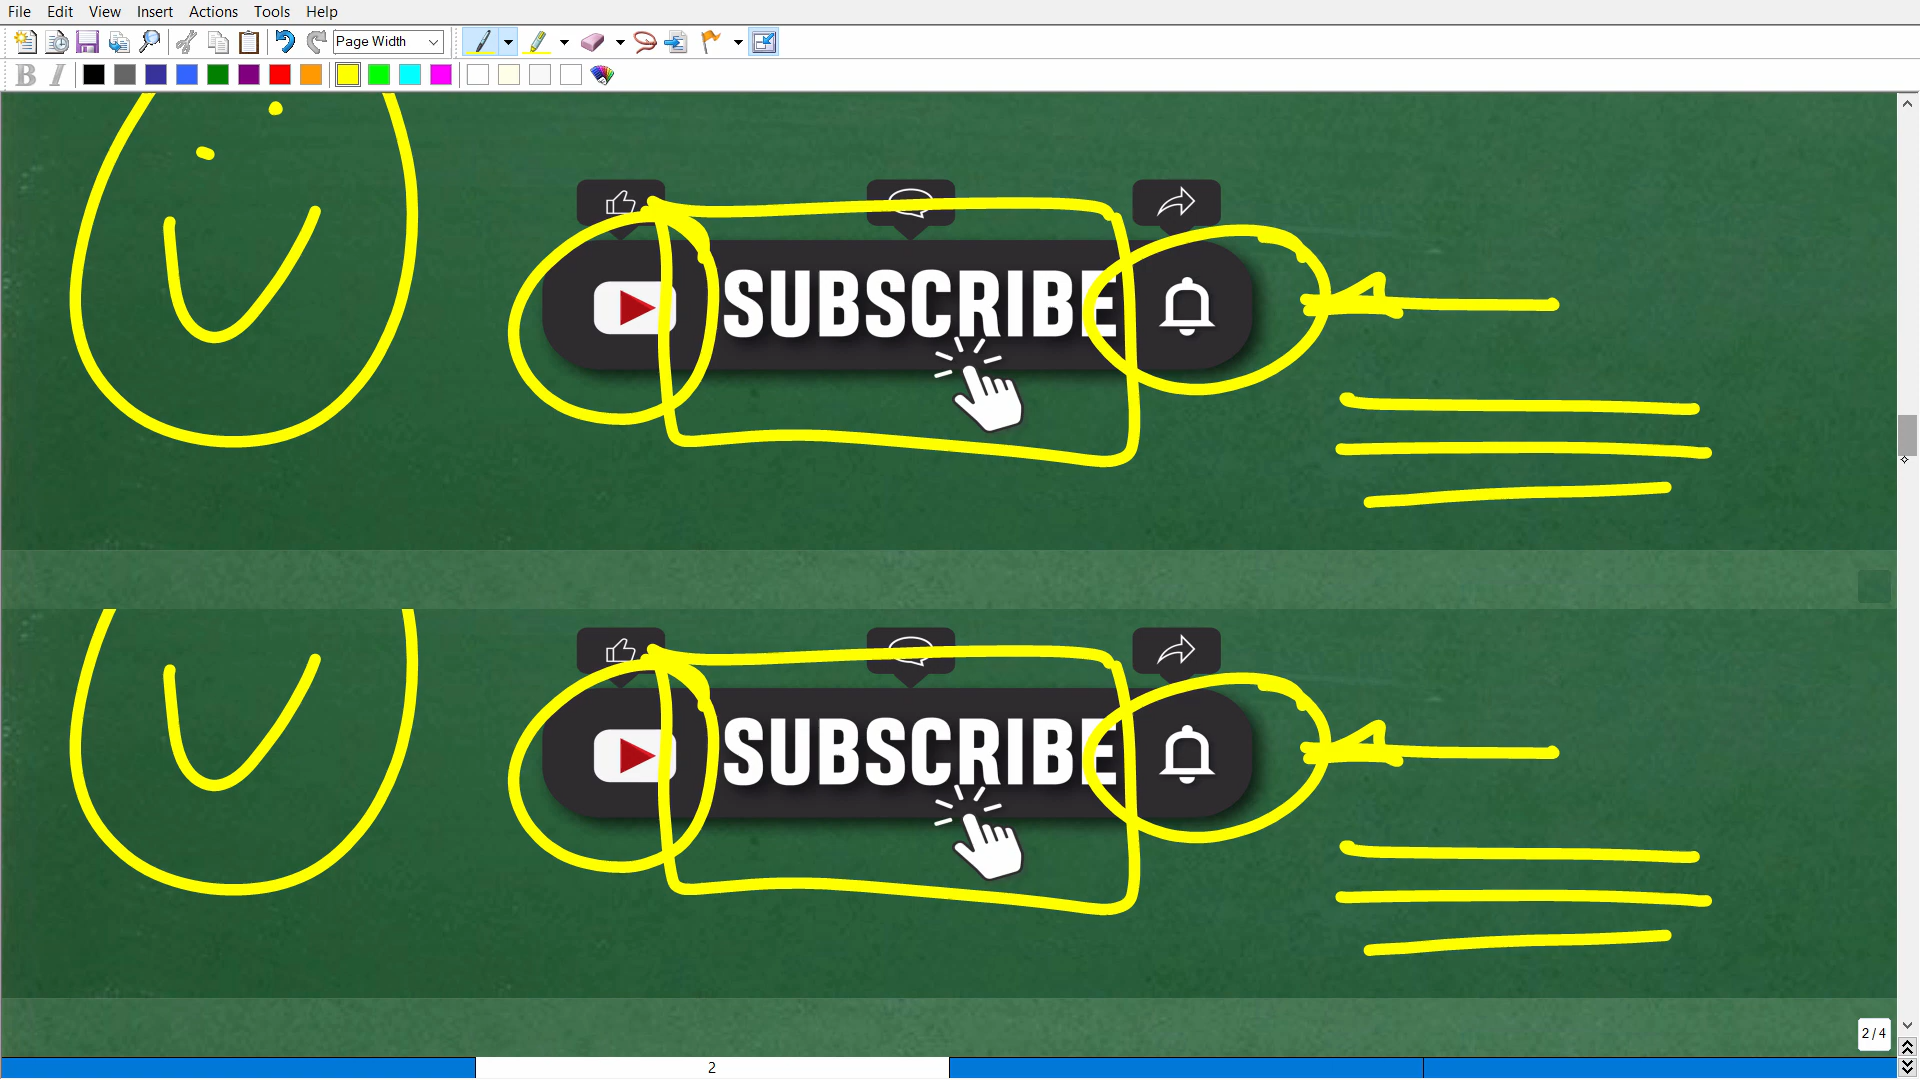 File Edit View Insert Actions Tools Help
Page Width
B I
SUBSCRIBE
SUBSCRIBE
2 / 4
2